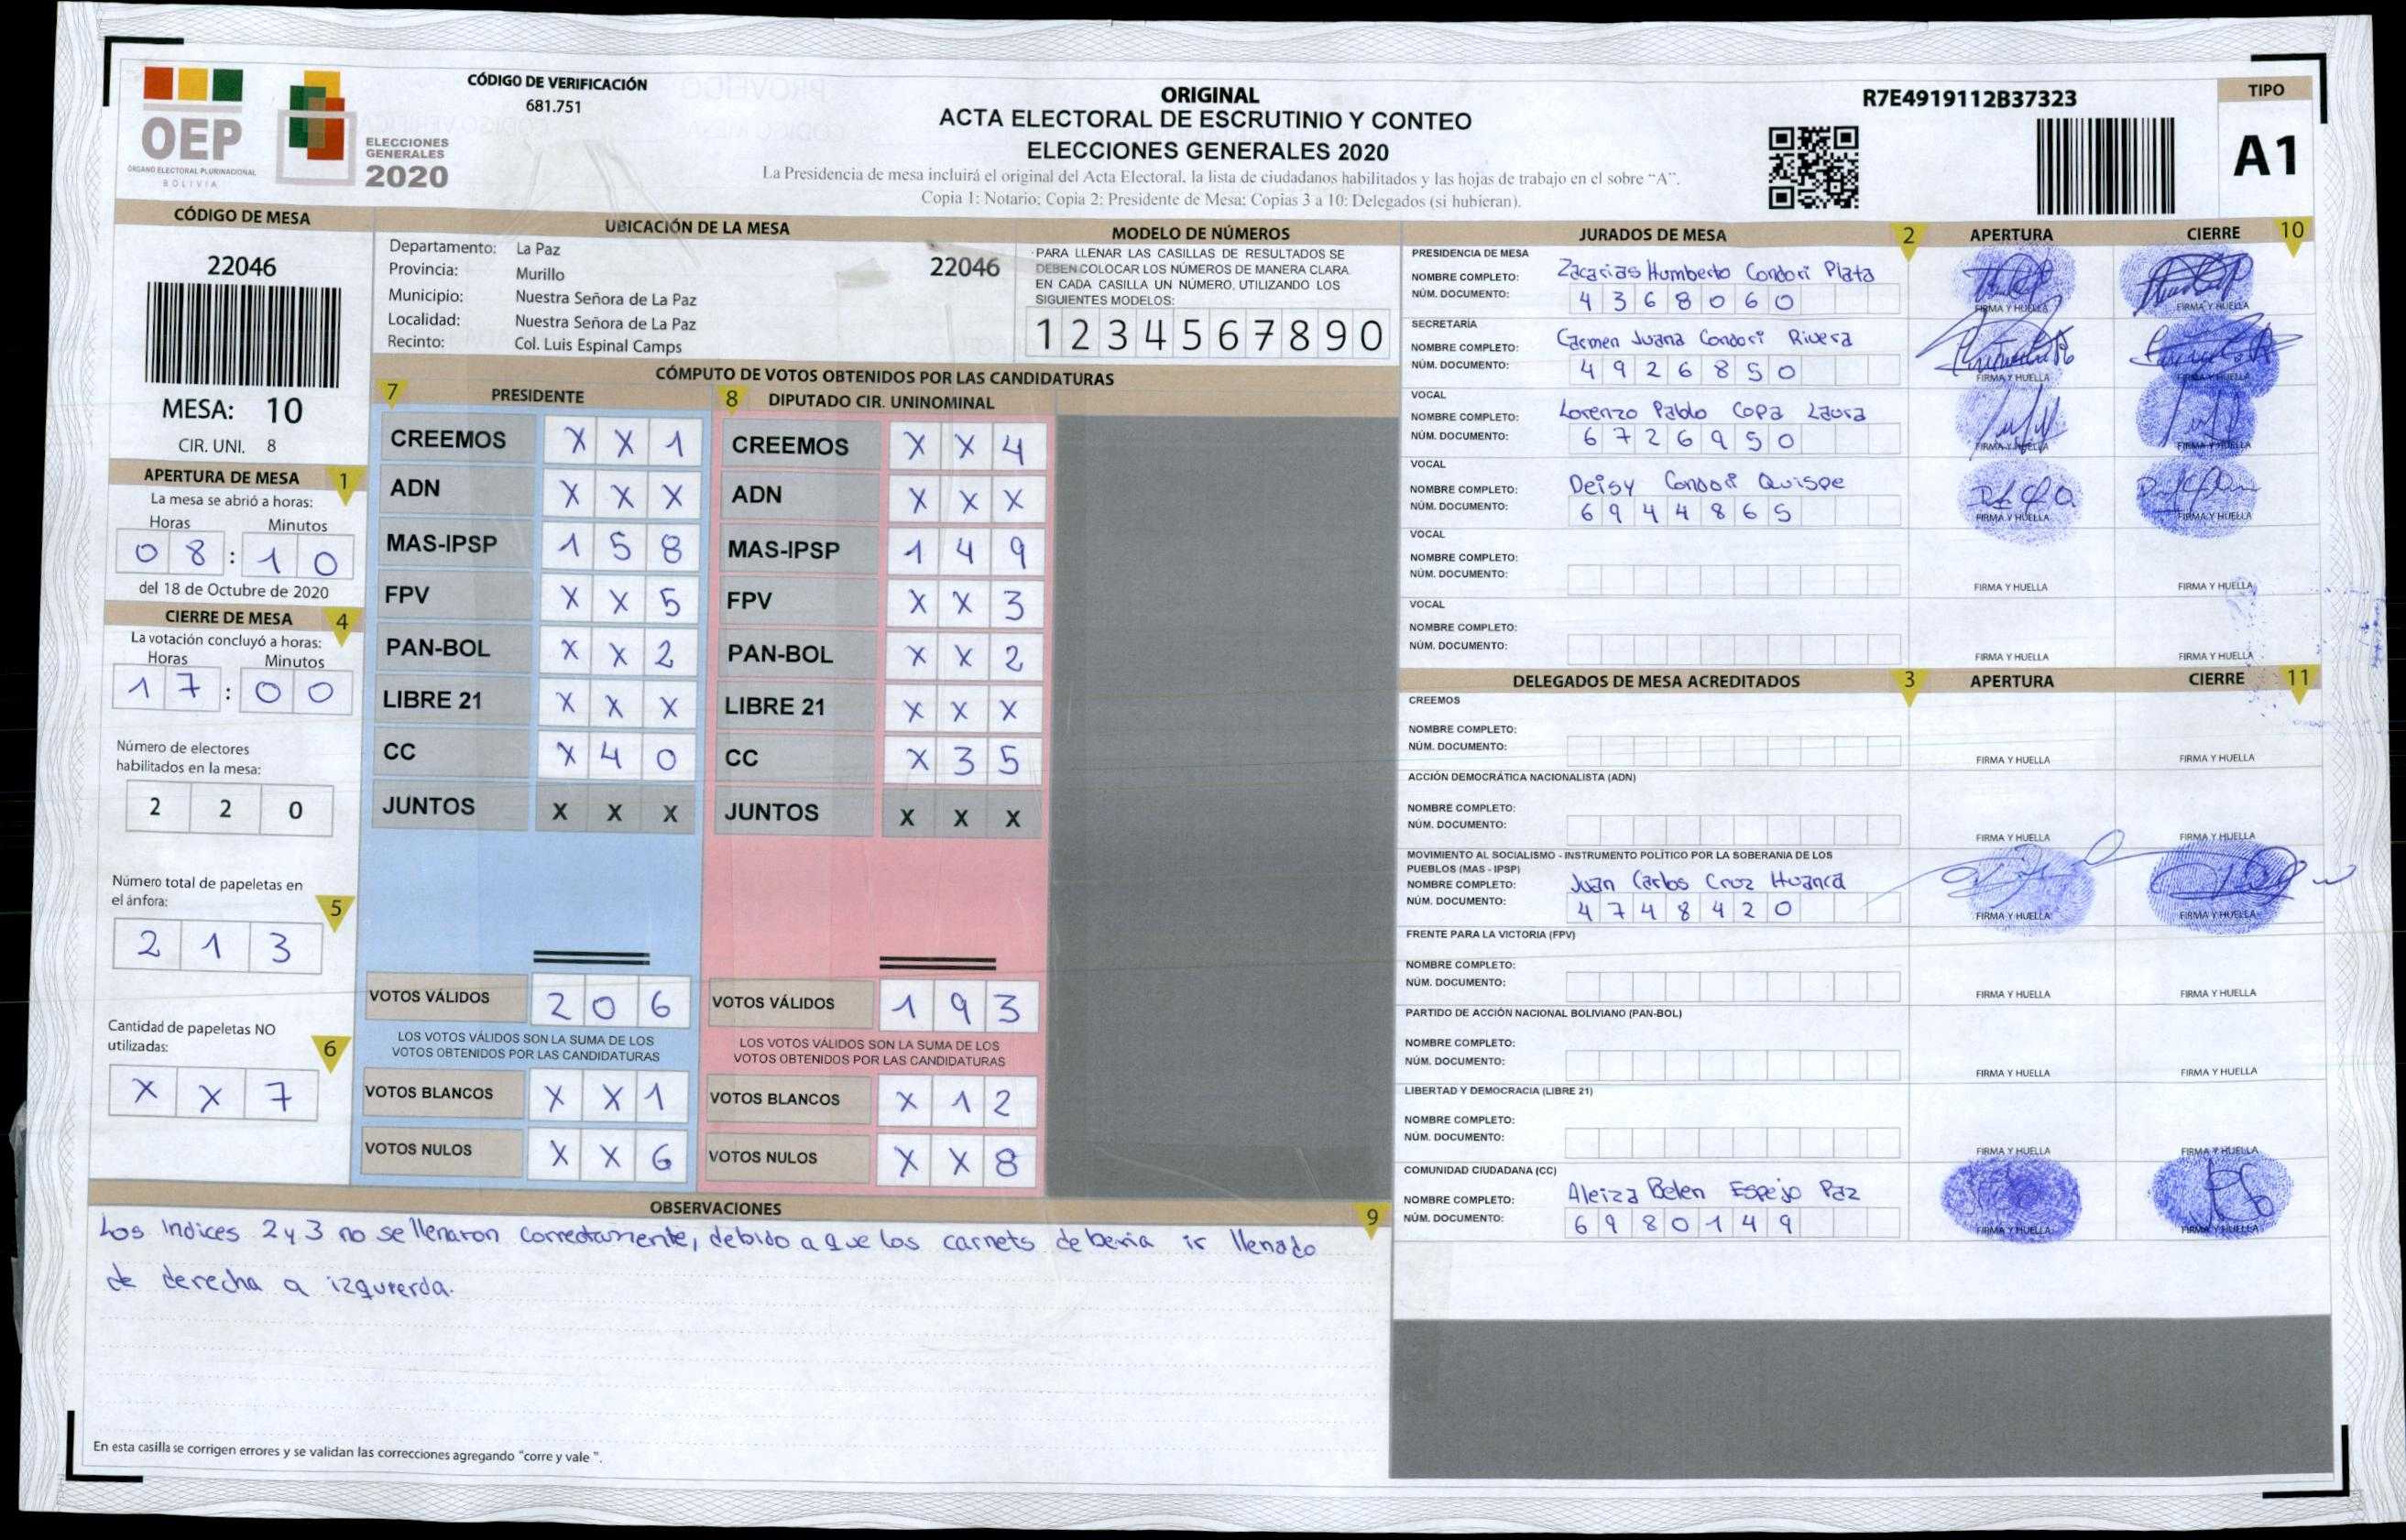 OEP
ÓRGANO ELECTORAL PLURINACIONAL
BOLIVIA
ELECCIONES
GENERALES
2020
CÓDIGO DE VERIFICACIÓN
681.751
ORIGINAL
ACTA ELECTORAL DE ESCRUTINIO Y CONTEO
ELECCIONES GENERALES 2020
La Presidencia de mesa incluirá el original del Acta Electoral, la lista de ciudadanos habilitados y las hojas de trabajo en el sobre “A”.
Copia 1: Notario; Copia 2: Presidente de Mesa; Copias 3 a 10: Delegados (si hubieran).
R7E4919112B37323
TIPO
A1
CÓDIGO DE MESA
22046
MESA: 10
CIR. UNI. 8
APERTURA DE MESA 1
La mesa se abrió a horas:
Horas Minutos
0 8 : 1 0
del 18 de Octubre de 2020
CIERRE DE MESA 4
La votación concluyó a horas:
Horas Minutos
1 7 : 0 0
Número de electores
habilitados en la mesa:
2 2 0
Número total de papeletas en
el ánfora: 5
2 1 3
Cantidad de papeletas NO
utilizadas: 6
X X 7
UBICACIÓN DE LA MESA
Departamento: La Paz
Provincia: Murillo
Municipio: Nuestra Señora de La Paz
Localidad: Nuestra Señora de La Paz
Recinto: Col. Luis Espinal Camps
22046
MODELO DE NÚMEROS
PARA LLENAR LAS CASILLAS DE RESULTADOS SE
DEBEN COLOCAR LOS NÚMEROS DE MANERA CLARA
EN CADA CASILLA UN NÚMERO, UTILIZANDO LOS
SIGUIENTES MODELOS:
1 2 3 4 5 6 7 8 9 0
CÓMPUTO DE VOTOS OBTENIDOS POR LAS CANDIDATURAS
7 PRESIDENTE
CREEMOS X X 1
ADN X X X
MAS-IPSP 1 5 8
FPV X X 5
PAN-BOL X X 2
LIBRE 21 X X X
CC X 4 0
JUNTOS X X X
VOTOS VÁLIDOS 2 0 6
LOS VOTOS VÁLIDOS SON LA SUMA DE LOS
VOTOS OBTENIDOS POR LAS CANDIDATURAS
VOTOS BLANCOS X X 1
VOTOS NULOS X X 6
8 DIPUTADO CIR. UNINOMINAL
CREEMOS X X 4
ADN X X X
MAS-IPSP 1 4 9
FPV X X 3
PAN-BOL X X 2
LIBRE 21 X X X
CC X 3 5
JUNTOS X X X
VOTOS VÁLIDOS 1 9 3
LOS VOTOS VÁLIDOS SON LA SUMA DE LOS
VOTOS OBTENIDOS POR LAS CANDIDATURAS
VOTOS BLANCOS X 1 2
VOTOS NULOS X X 8
OBSERVACIONES 9
Los Indices 2 y 3 no se llenaron correctamente, debido a que los carnets deberia ir llenado
de derecha a izquierda.
En esta casilla se corrigen errores y se validan las correcciones agregando “corre y vale ”.
JURADOS DE MESA 2 APERTURA CIERRE 10
PRESIDENCIA DE MESA
NOMBRE COMPLETO: Zacarias Humberto Condori Plata
NÚM. DOCUMENTO: 4 3 6 8 0 6 0
FIRMA Y HUELLA FIRMA Y HUELLA
SECRETARÍA
NOMBRE COMPLETO: Carmen Juana Condori Rivera
NÚM. DOCUMENTO: 4 9 2 6 8 5 0
FIRMA Y HUELLA FIRMA Y HUELLA
VOCAL
NOMBRE COMPLETO: Lorenzo Pablo Copa Laura
NÚM. DOCUMENTO: 6 7 2 6 9 5 0
FIRMA Y HUELLA FIRMA Y HUELLA
VOCAL
NOMBRE COMPLETO: Deisy Condori Quispe
NÚM. DOCUMENTO: 6 9 4 4 8 6 5
FIRMA Y HUELLA FIRMA Y HUELLA
VOCAL
NOMBRE COMPLETO:
NÚM. DOCUMENTO:
FIRMA Y HUELLA FIRMA Y HUELLA
VOCAL
NOMBRE COMPLETO:
NÚM. DOCUMENTO:
FIRMA Y HUELLA FIRMA Y HUELLA
DELEGADOS DE MESA ACREDITADOS 3 APERTURA CIERRE 11
CREEMOS
NOMBRE COMPLETO:
NÚM. DOCUMENTO:
FIRMA Y HUELLA FIRMA Y HUELLA
ACCIÓN DEMOCRÁTICA NACIONALISTA (ADN)
NOMBRE COMPLETO:
NÚM. DOCUMENTO:
FIRMA Y HUELLA FIRMA Y HUELLA
MOVIMIENTO AL SOCIALISMO - INSTRUMENTO POLÍTICO POR LA SOBERANIA DE LOS
PUEBLOS (MAS - IPSP)
NOMBRE COMPLETO: Juan Carlos Cruz Huanca
NÚM. DOCUMENTO: 4 7 4 8 4 2 0
FIRMA Y HUELLA FIRMA Y HUELLA
FRENTE PARA LA VICTORIA (FPV)
NOMBRE COMPLETO:
NÚM. DOCUMENTO:
FIRMA Y HUELLA FIRMA Y HUELLA
PARTIDO DE ACCIÓN NACIONAL BOLIVIANO (PAN-BOL)
NOMBRE COMPLETO:
NÚM. DOCUMENTO:
FIRMA Y HUELLA FIRMA Y HUELLA
LIBERTAD Y DEMOCRACIA (LIBRE 21)
NOMBRE COMPLETO:
NÚM. DOCUMENTO:
FIRMA Y HUELLA FIRMA Y HUELLA
COMUNIDAD CIUDADANA (CC)
NOMBRE COMPLETO: Aleiza Belen Espejo Paz
NÚM. DOCUMENTO: 6 9 8 0 1 4 9
FIRMA Y HUELLA FIRMA Y HUELLA